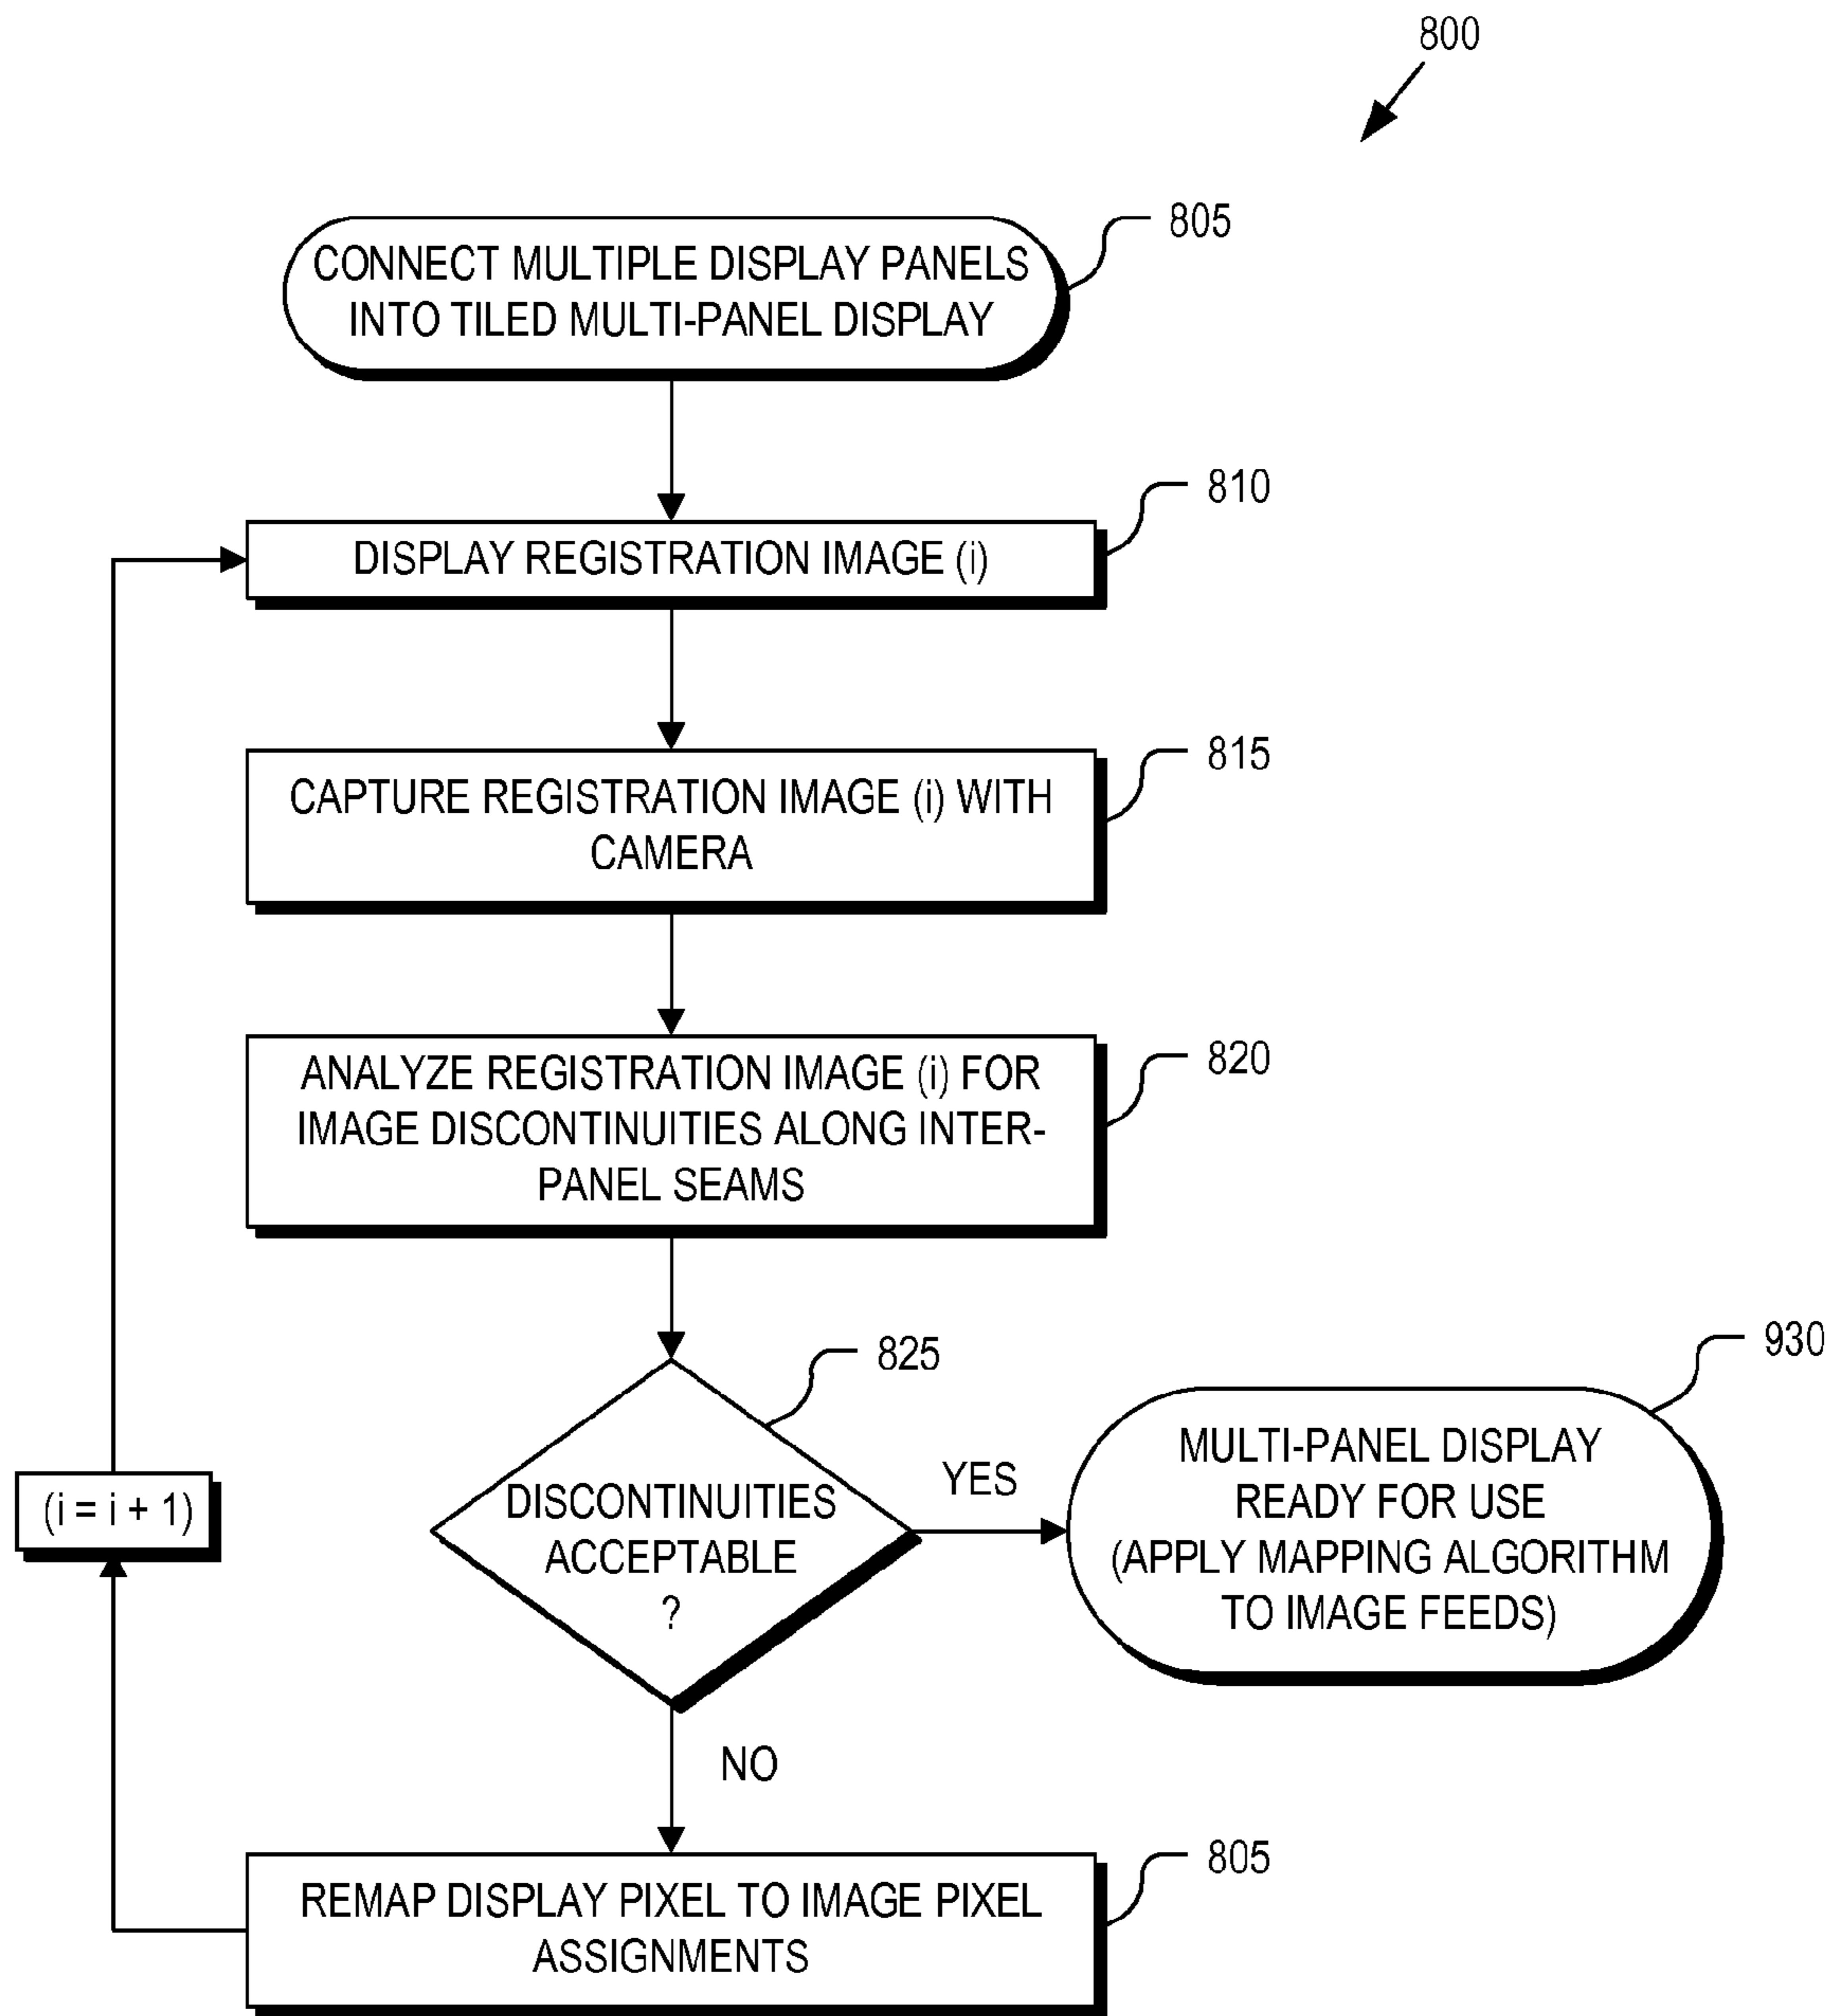 800
CONNECT MULTIPLE DISPLAY PANELS
INTO TILED MULTI-PANEL DISPLAY
805
DISPLAY REGISTRATION IMAGE (i)
810
CAPTURE REGISTRATION IMAGE (i) WITH
CAMERA
815
ANALYZE REGISTRATION IMAGE (i) FOR
IMAGE DISCONTINUITIES ALONG INTER-
PANEL SEAMS
820
DISCONTINUITIES
ACCEPTABLE
?
825
YES
MULTI-PANEL DISPLAY
READY FOR USE
(APPLY MAPPING ALGORITHM
TO IMAGE FEEDS)
930
NO
REMAP DISPLAY PIXEL TO IMAGE PIXEL
ASSIGNMENTS
805
(i = i + 1)